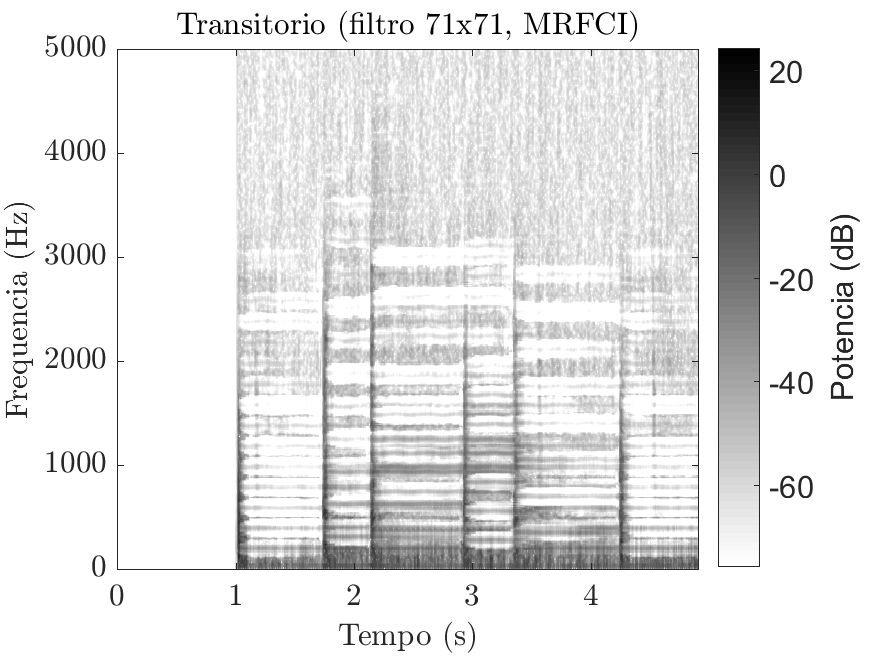 Transitorio (filtro 71x71, MRFCI)
5000
4000
3000
2000
1000
0
Frequencia (Hz)
0 1 2 3 4
Tempo (s)
20
0
-20
-40
-60
Potencia (dB)